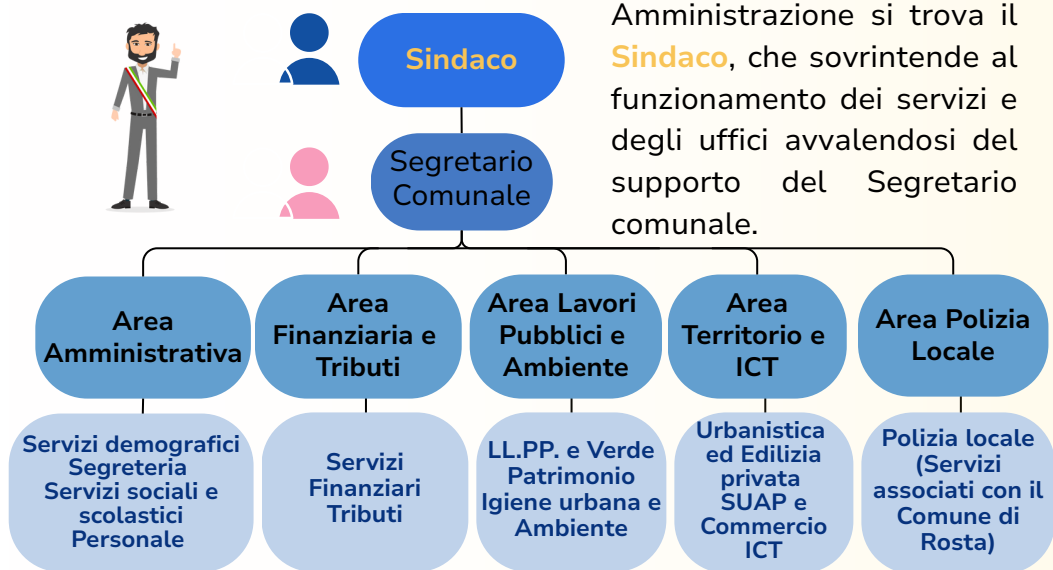 Amministrazione si trova il
Sindaco, che sovrintende al
funzionamento dei servizi e
degli uffici avvalendosi del
supporto del Segretario
comunale.
Sindaco
Segretario
Comunale
Area
Amministrativa
Area
Finanziaria e
Tributi
Area Lavori
Pubblici e
Ambiente
Area
Territorio e
ICT
Area Polizia
Locale
Servizi demografici
Segreteria
Servizi sociali e
scolastici
Personale
Servizi
Finanziari
Tributi
LL.PP. e Verde
Patrimonio
Igiene urbana e
Ambiente
Urbanistica
ed Edilizia
privata
SUAP e
Commercio
ICT
Polizia locale
(Servizi
associati con il
Comune di
Rosta)